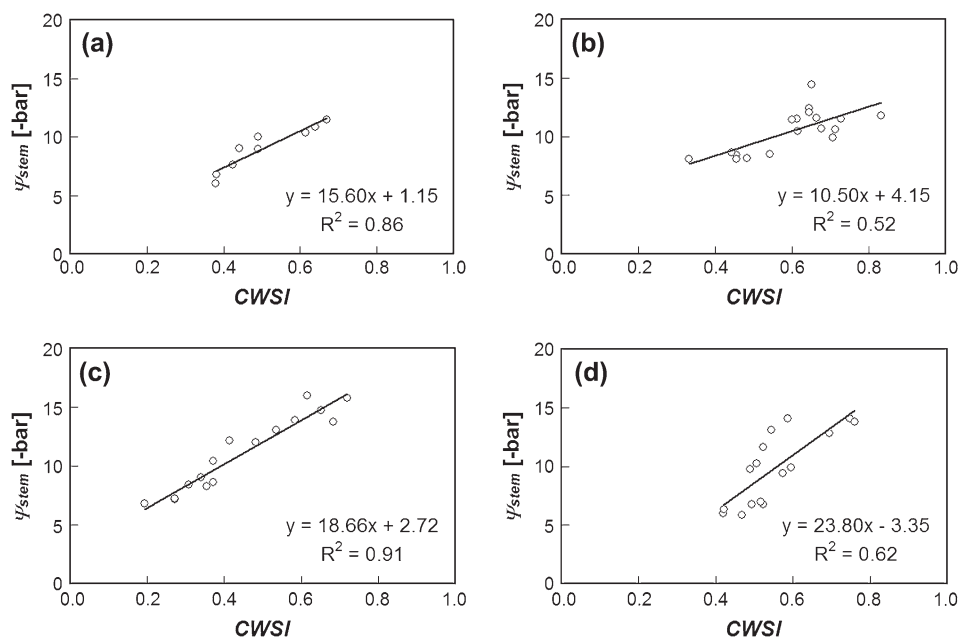 (a)
20
15
10
5
0
Ψstem [-bar]
y = 15.60x + 1.15
R² = 0.86
0.0 0.2 0.4 0.6 0.8 1.0
CWSI
(b)
20
15
10
5
0
Ψstem [-bar]
y = 10.50x + 4.15
R² = 0.52
0.0 0.2 0.4 0.6 0.8 1.0
CWSI
(c)
20
15
10
5
0
Ψstem [-bar]
y = 18.66x + 2.72
R² = 0.91
0.0 0.2 0.4 0.6 0.8 1.0
CWSI
(d)
20
15
10
5
0
Ψstem [-bar]
y = 23.80x - 3.35
R² = 0.62
0.0 0.2 0.4 0.6 0.8 1.0
CWSI